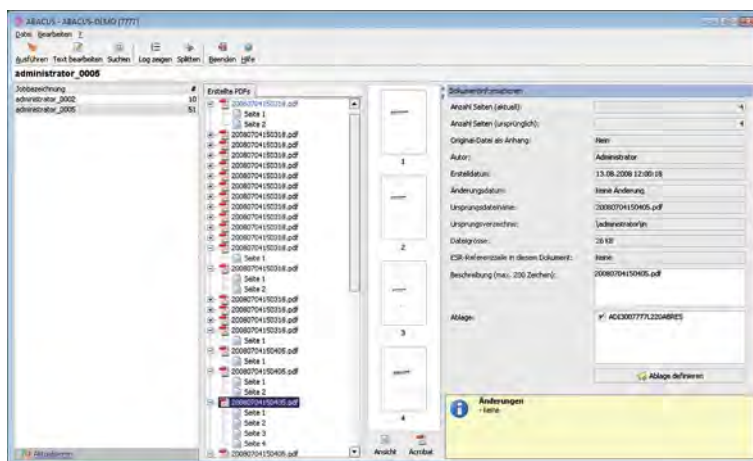 ABACUS - ABACUS-DEMO [7777]
Datei Bearbeiten ?
Ausführen Text bearbeiten Suchen Log zeigen Splitten Beenden Hilfe
administrator_0005
Jobbezeichnung #
administrator_0002 10
administrator_0005 51
Aktualisieren
Erstellte PDFs
20080704150318.pdf
Seite 1
Seite 2
20080704150318.pdf
20080704150318.pdf
20080704150318.pdf
20080704150318.pdf
20080704150318.pdf
20080704150318.pdf
20080704150318.pdf
20080704150318.pdf
20080704150318.pdf
20080704150318.pdf
Seite 1
20080704150318.pdf
Seite 1
Seite 2
20080704150318.pdf
20080704150318.pdf
20080704150318.pdf
20080704150405.pdf
Seite 1
20080704150405.pdf
Seite 1
Seite 2
20080704150405.pdf
Seite 1
Seite 2
Seite 3
Seite 4
20080704150405.pdf
1
2
3
4
Ansicht Acrobat
Dokumentinformationen
Anzahl Seiten (aktuell): 4
Anzahl Seiten (ursprünglich): 4
Original-Datei als Anhang: Nein
Autor: Administrator
Erstelldatum: 13.08.2008 12:00:18
Änderungsdatum: keine Änderung
Ursprungsdateiname: 20080704150405.pdf
Ursprungsverzeichnis: \administrator\in
Dateigrösse: 26 KB
ESR-Referenzzeile in diesem Dokument: Keine
Beschreibung (max. 200 Zeichen): 20080704150405.pdf
Ablage:
Ablage definieren
Änderungen
- keine